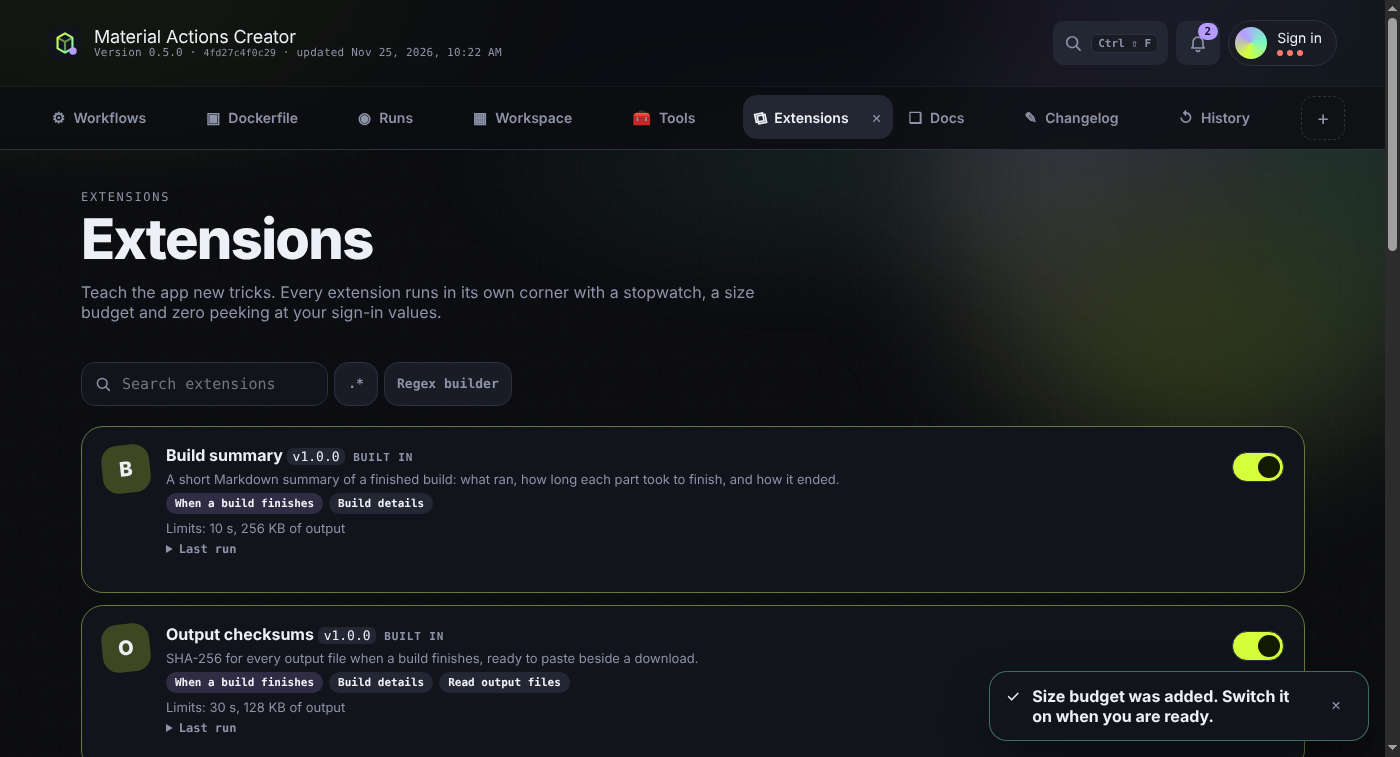 Material Actions Creator
Version 0.5.0 · 4fd27c4f0c29 · updated Nov 25, 2026, 10:22 AM
Ctrl ⇧ F
2
Sign in
Workflows
Dockerfile
Runs
Workspace
Tools
Extensions ×
Docs
Changelog
History
+
EXTENSIONS
Extensions
Teach the app new tricks. Every extension runs in its own corner with a stopwatch, a size
budget and zero peeking at your sign-in values.
Search extensions
.*
Regex builder
B
Build summary v1.0.0 BUILT IN
A short Markdown summary of a finished build: what ran, how long each part took to finish, and how it ended.
When a build finishes Build details
Limits: 10 s, 256 KB of output
Last run
O
Output checksums v1.0.0 BUILT IN
SHA-256 for every output file when a build finishes, ready to paste beside a download.
When a build finishes Build details Read output files
Limits: 30 s, 128 KB of output
Last run
Size budget was added. Switch it
on when you are ready.
×